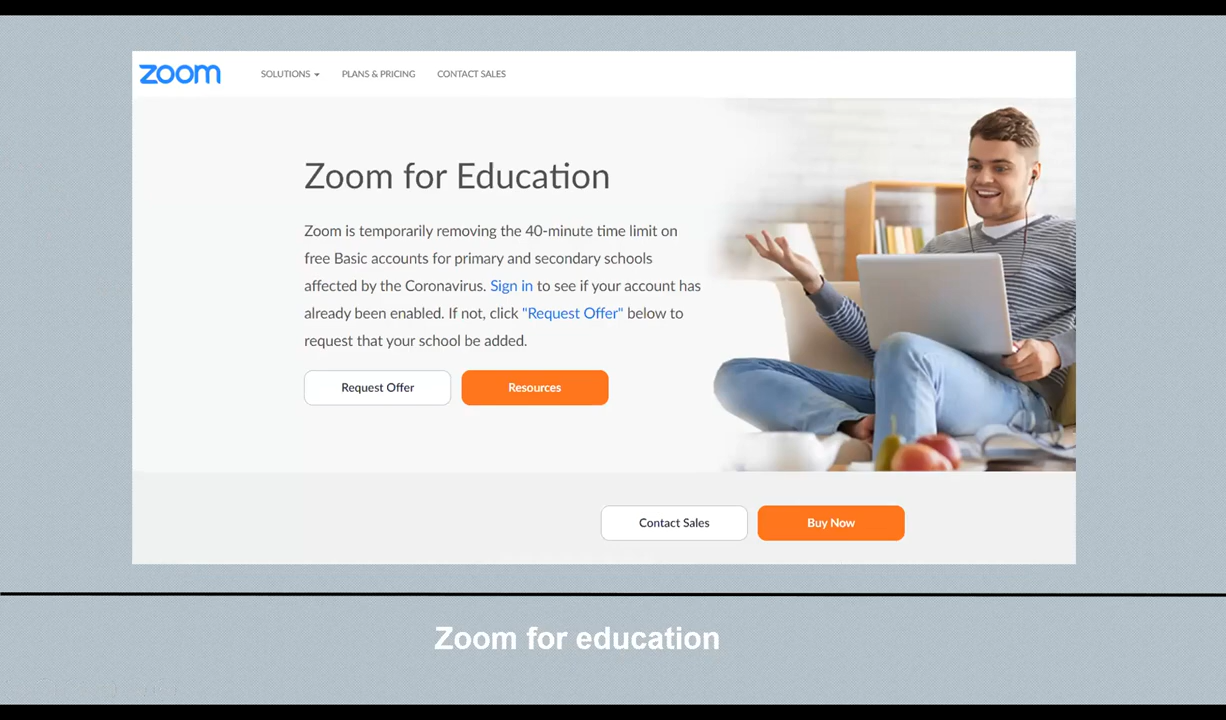 zoom
SOLUTIONS PLANS & PRICING CONTACT SALES
Zoom for Education
Zoom is temporarily removing the 40-minute time limit on
free Basic accounts for primary and secondary schools
affected by the Coronavirus. Sign in to see if your account has
already been enabled. If not, click "Request Offer" below to
request that your school be added.
Request Offer Resources
Contact Sales Buy Now
Zoom for education